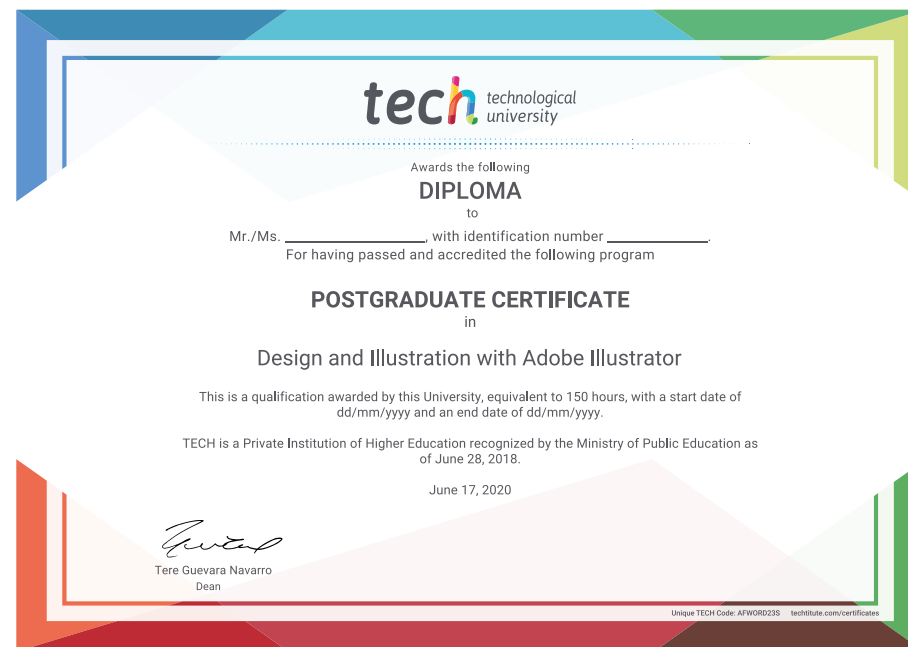 tech technological
university
Awards the following
DIPLOMA
to
Mr./Ms. ____________________, with identification number ______________.
For having passed and accredited the following program
POSTGRADUATE CERTIFICATE
in
Design and Illustration with Adobe Illustrator
This is a qualification awarded by this University, equivalent to 150 hours, with a start date of
dd/mm/yyyy and an end date of dd/mm/yyyy.
TECH is a Private Institution of Higher Education recognized by the Ministry of Public Education as
of June 28, 2018.
June 17, 2020
Tere Guevara Navarro
Dean
Unique TECH Code: AFWORD23S techtitute.com/certificates